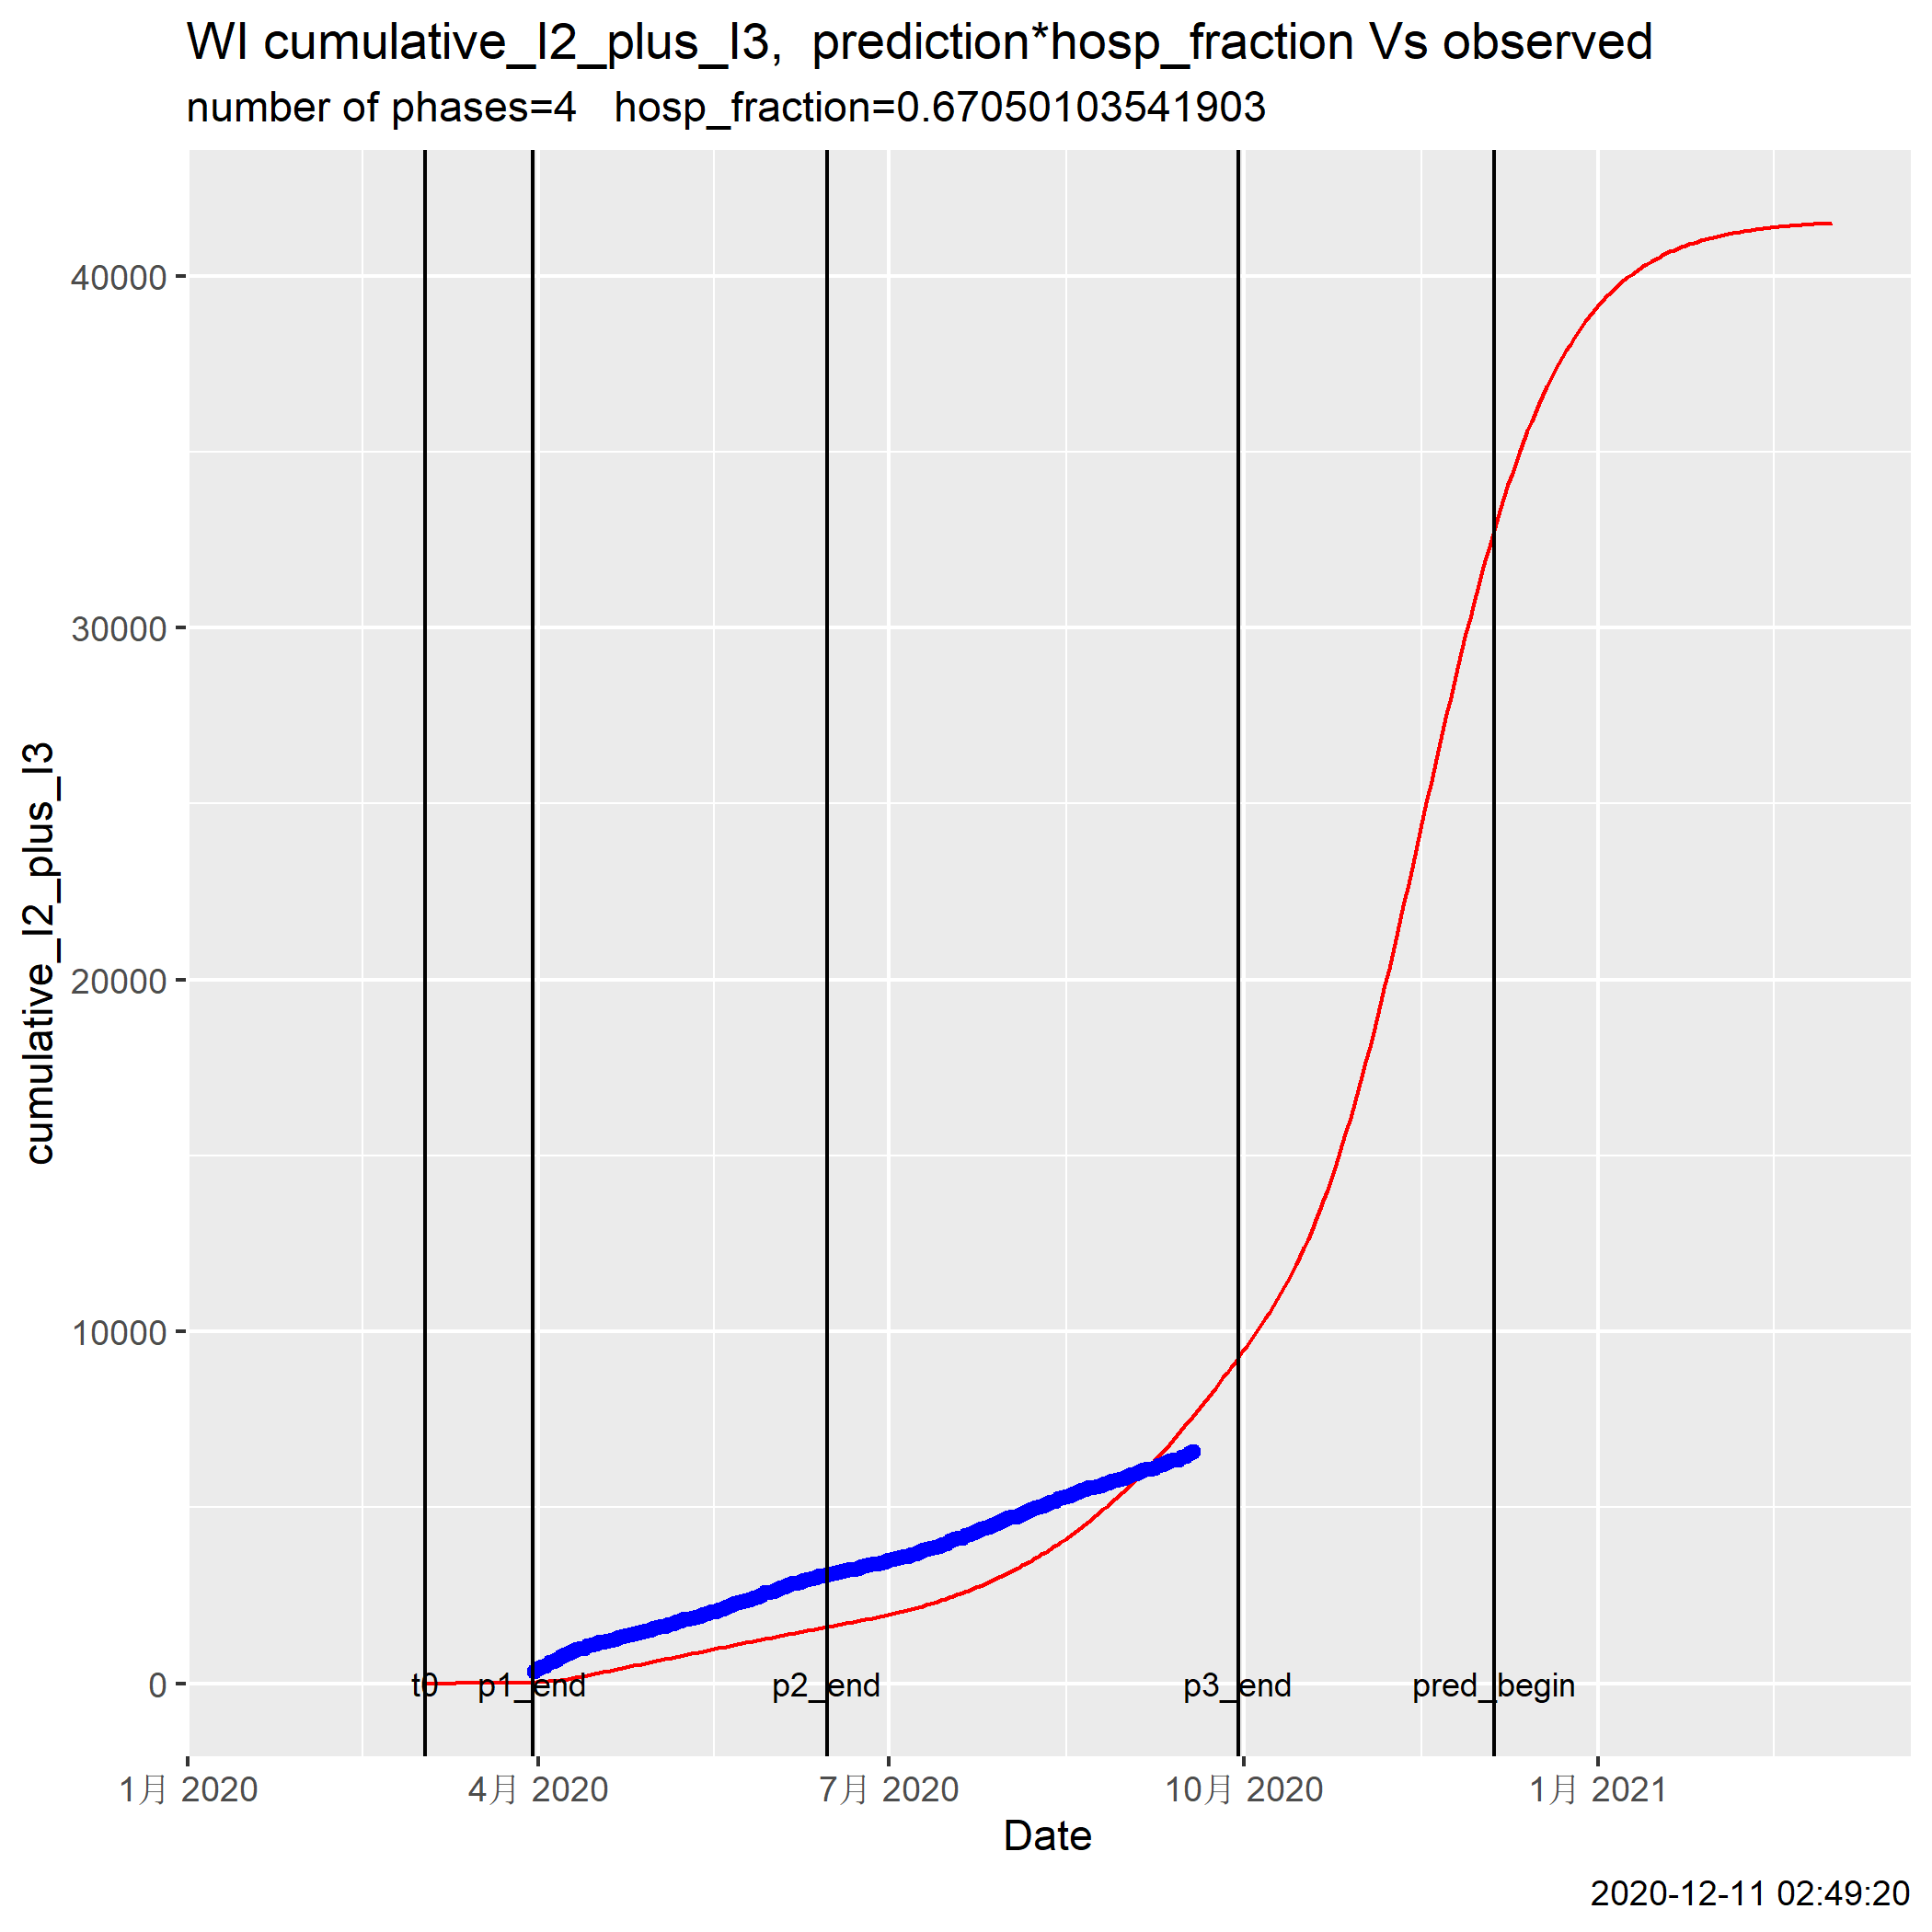 WI cumulative_I2_plus_I3,  prediction*hosp_fraction Vs observed
number of phases=4   hosp_fraction=0.67050103541903
cumulative_I2_plus_I3
40000
30000
20000
10000
0
t0
p1_end
p2_end
p3_end
pred_begin
1月 2020
4月 2020
7月 2020
10月 2020
1月 2021
Date
2020-12-11 02:49:20